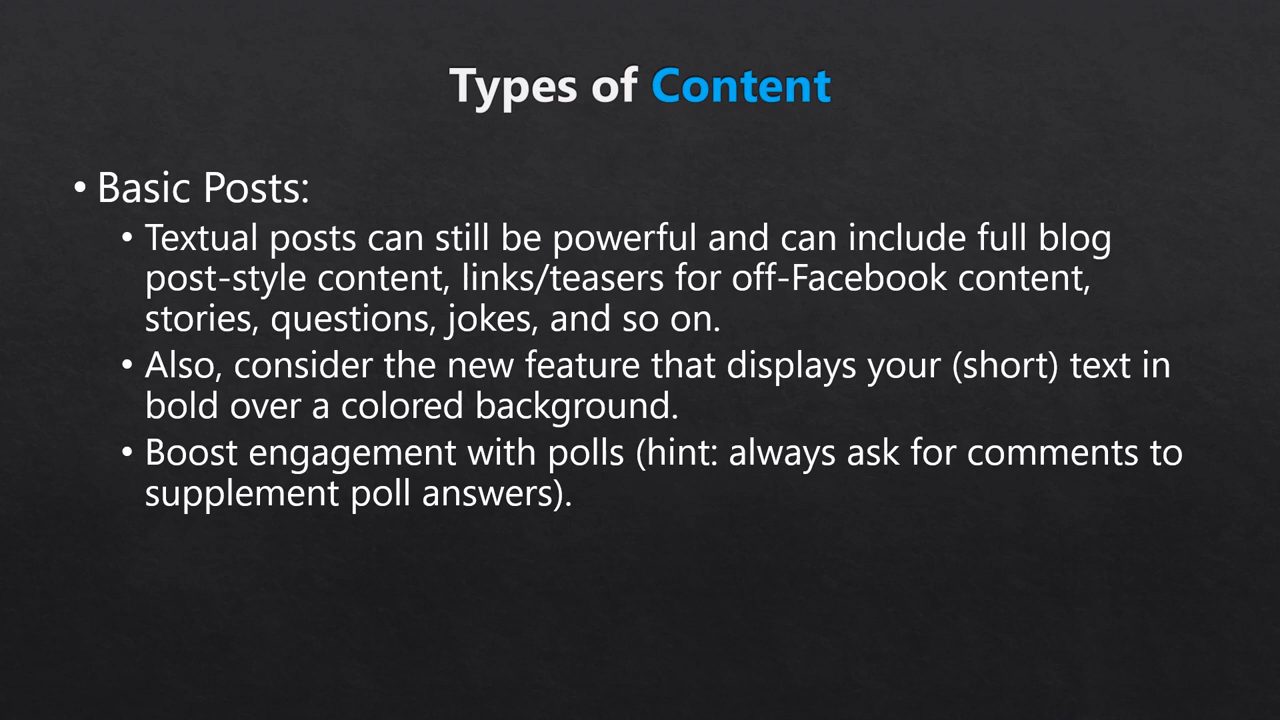 Types of Content
• Basic Posts:
• Textual posts can still be powerful and can include full blog
post-style content, links/teasers for off-Facebook content,
stories, questions, jokes, and so on.
• Also, consider the new feature that displays your (short) text in
bold over a colored background.
• Boost engagement with polls (hint: always ask for comments to
supplement poll answers).